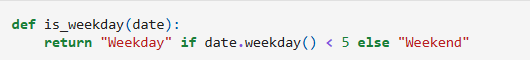 def is_weekday(date):
    return "Weekday" if date.weekday() < 5 else "Weekend"